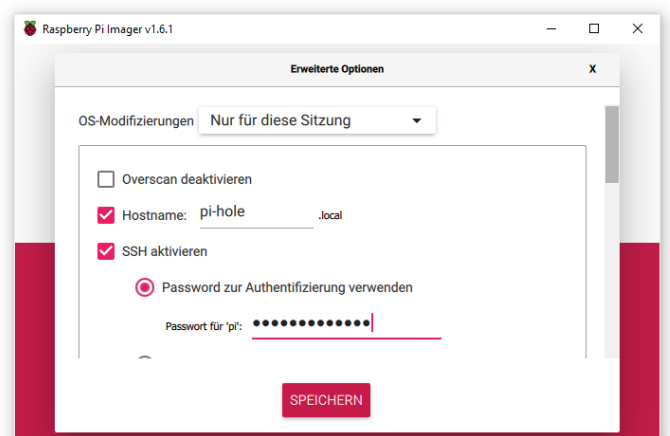 Raspberry Pi Imager v1.6.1
Erweiterte Optionen X
OS-Modifizierungen Nur für diese Sitzung
Overscan deaktivieren
Hostname: pi-hole .local
SSH aktivieren
Password zur Authentifizierung verwenden
Passwort für 'pi': •••••••••••••
SPEICHERN